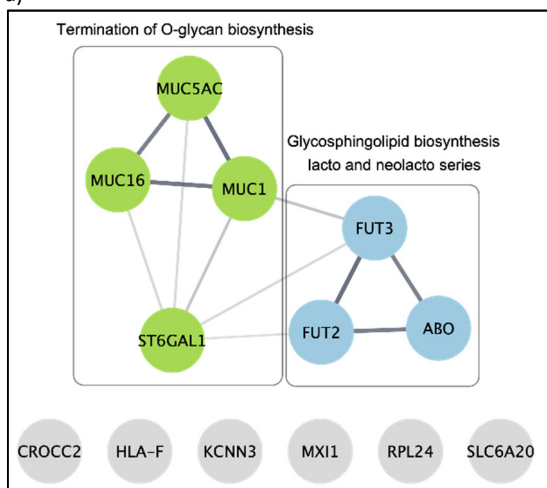 Termination of O-glycan biosynthesis
MUC5AC
Glycosphingolipid biosynthesis
lacto and neolacto series
MUC16
MUC1
FUT3
ST6GAL1
FUT2
ABO
CROCC2
HLA-F
KCNN3
MXI1
RPL24
SLC6A20